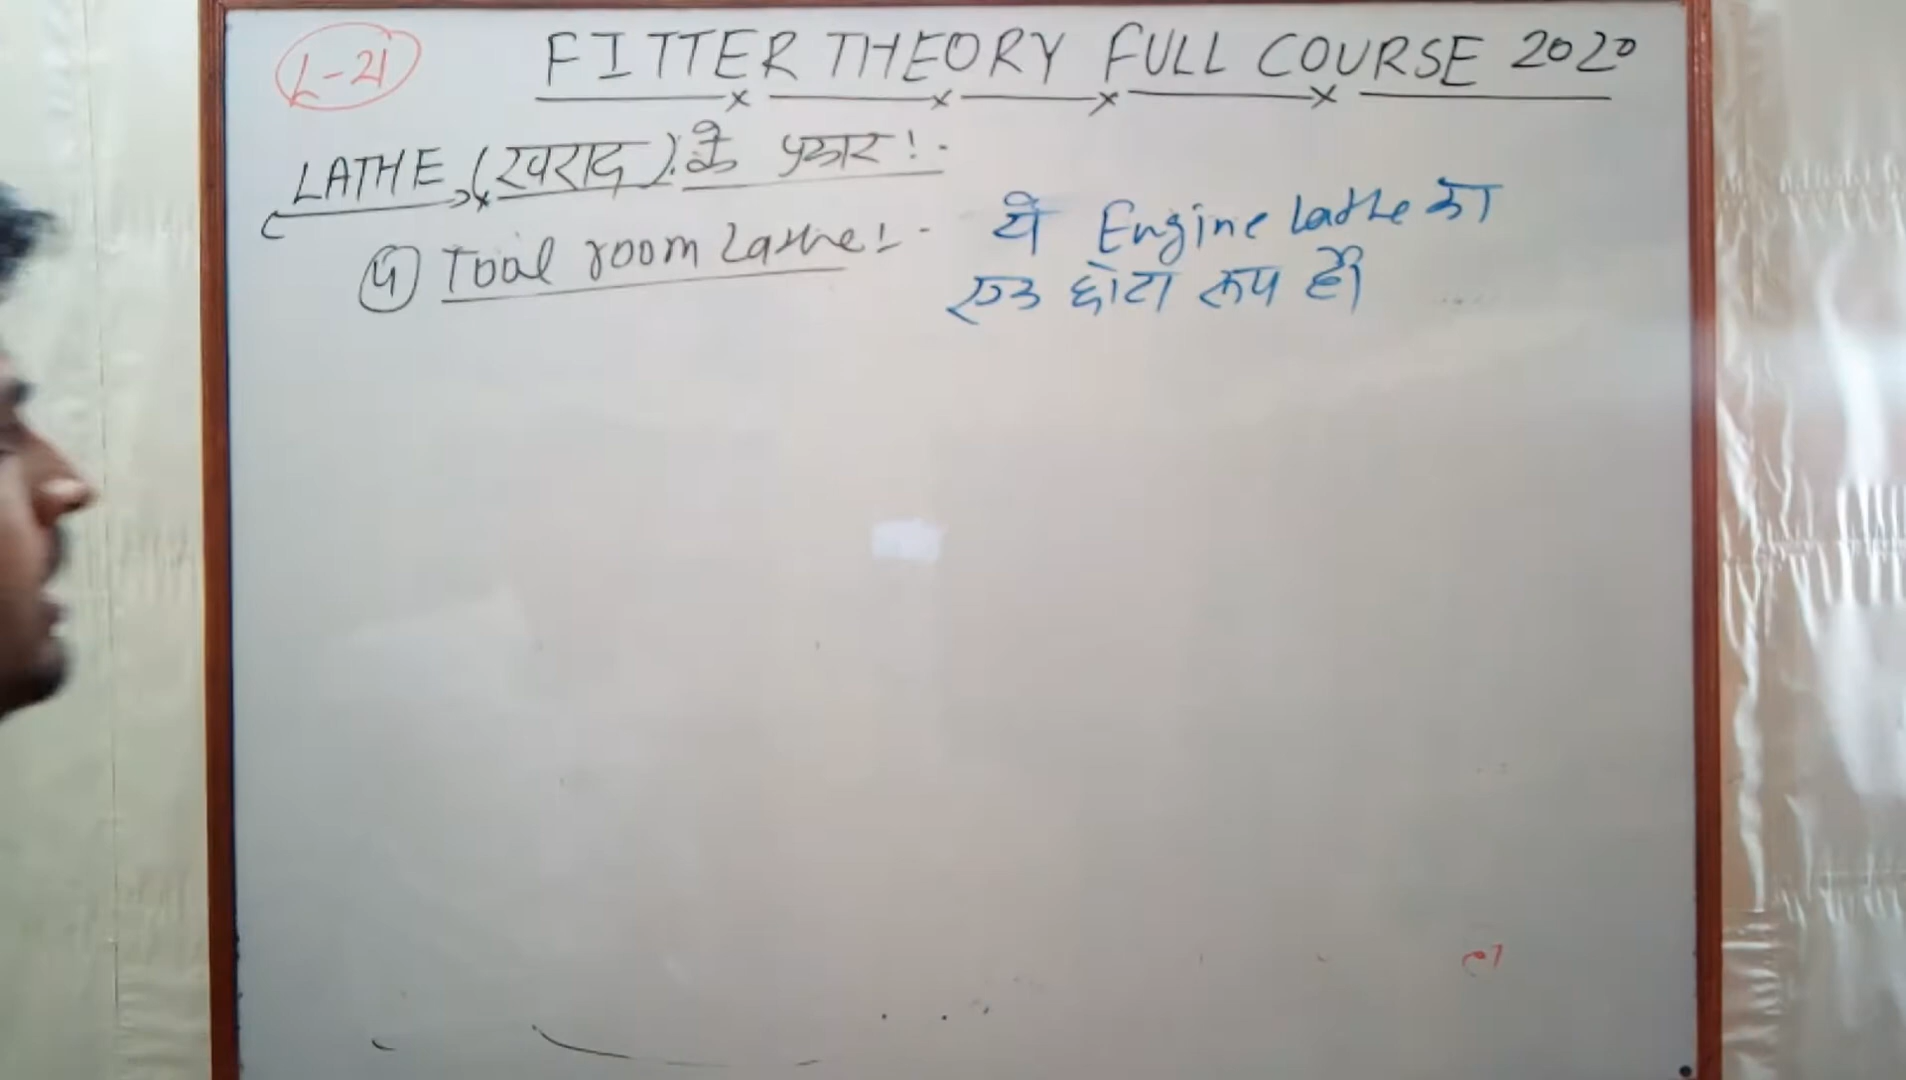 L-21
FITTER THEORY FULL COURSE 2020
LATHE (खराद) के प्रकार :-
④ Tool room Lathe :- ये Engine Lathe का
एक छोटा रूप है।